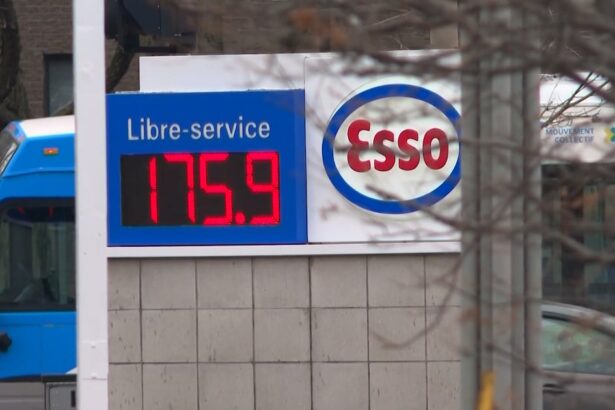 Libre-service
175.9
Esso
MOUVEMENT
COLLECTIF